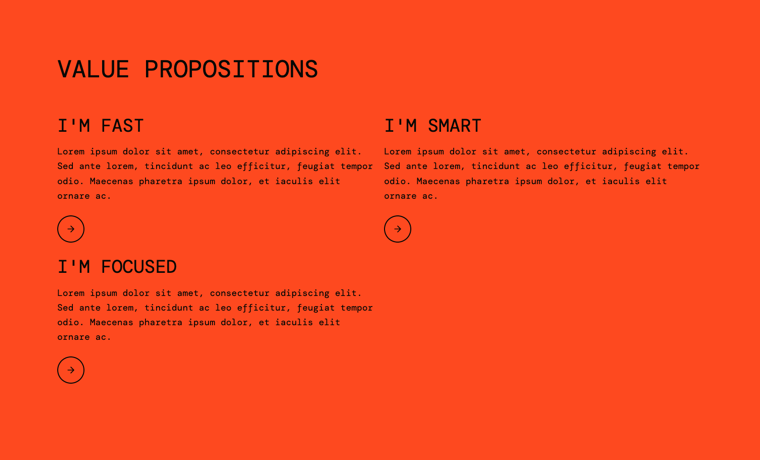 VALUE PROPOSITIONS
I'M FAST
Lorem ipsum dolor sit amet, consectetur adipiscing elit.
Sed ante lorem, tincidunt ac leo efficitur, feugiat tempor
odio. Maecenas pharetra ipsum dolor, et iaculis elit
ornare ac.
I'M SMART
Lorem ipsum dolor sit amet, consectetur adipiscing elit.
Sed ante lorem, tincidunt ac leo efficitur, feugiat tempor
odio. Maecenas pharetra ipsum dolor, et iaculis elit
ornare ac.
I'M FOCUSED
Lorem ipsum dolor sit amet, consectetur adipiscing elit.
Sed ante lorem, tincidunt ac leo efficitur, feugiat tempor
odio. Maecenas pharetra ipsum dolor, et iaculis elit
ornare ac.